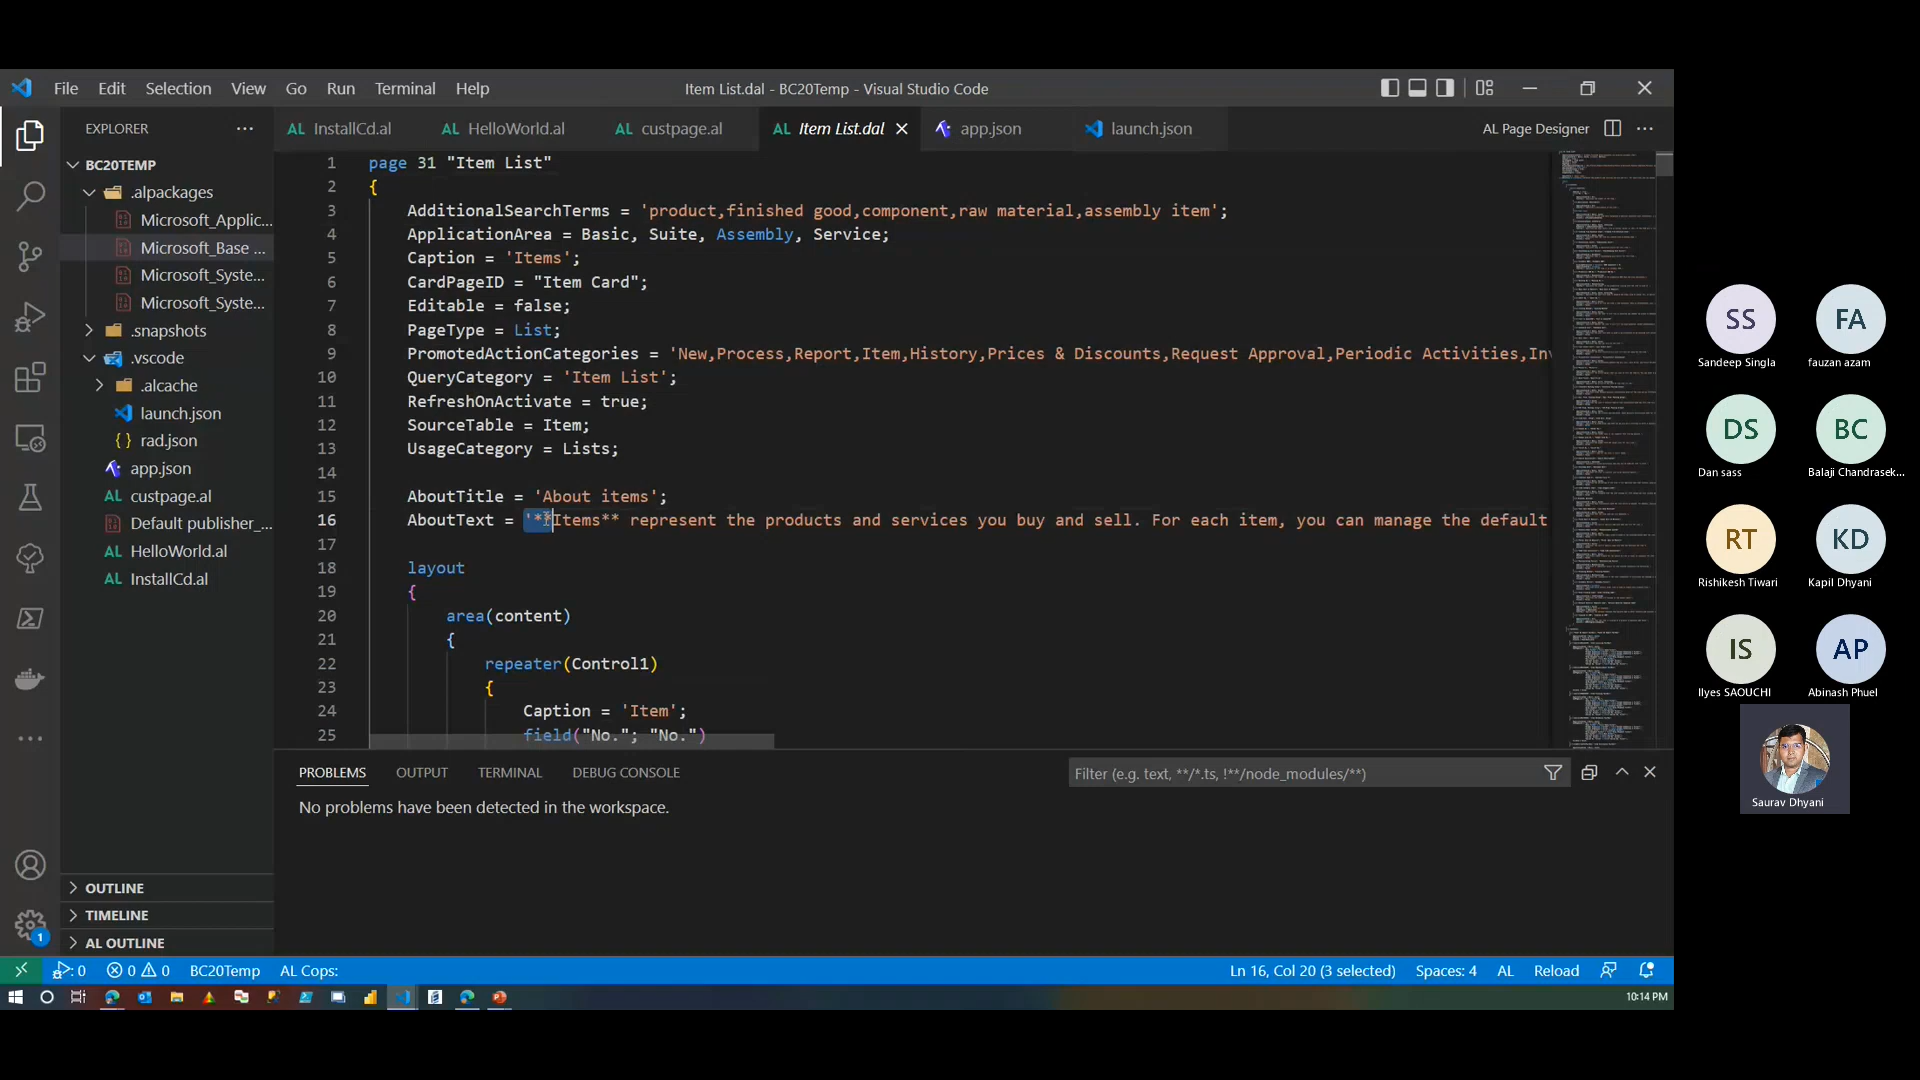 File Edit Selection View Go Run Terminal Help
Item List.dal - BC20Temp - Visual Studio Code
EXPLORER
BC20TEMP
.alpackages
Microsoft_Applic...
Microsoft_Base ...
Microsoft_Syste...
Microsoft_Syste...
.snapshots
.vscode
.alcache
launch.json
{} rad.json
app.json
AL custpage.al
Default publisher_...
AL HelloWorld.al
AL InstallCd.al
OUTLINE
TIMELINE
AL OUTLINE
1
AL InstallCd.al AL HelloWorld.al AL custpage.al AL Item List.dal app.json launch.json AL Page Designer
1 page 31 "Item List"
2 {
3 AdditionalSearchTerms = 'product,finished good,component,raw material,assembly item';
4 ApplicationArea = Basic, Suite, Assembly, Service;
5 Caption = 'Items';
6 CardPageID = "Item Card";
7 Editable = false;
8 PageType = List;
9 PromotedActionCategories = 'New,Process,Report,Item,History,Prices & Discounts,Request Approval,Periodic Activities,In
10 QueryCategory = 'Item List';
11 RefreshOnActivate = true;
12 SourceTable = Item;
13 UsageCategory = Lists;
14
15 AboutTitle = 'About items';
16 AboutText = '**Items** represent the products and services you buy and sell. For each item, you can manage the default
17
18 layout
19 {
20 area(content)
21 {
22 repeater(Control1)
23 {
24 Caption = 'Item';
25 field("No."; "No.")
PROBLEMS OUTPUT TERMINAL DEBUG CONSOLE
Filter (e.g. text, **/*.ts, !**/node_modules/**)
No problems have been detected in the workspace.
: 0 0 0 BC20Temp AL Cops:
Ln 16, Col 20 (3 selected) Spaces: 4 AL Reload
10:14 PM
SS FA
Sandeep Singla fauzan azam
DS BC
Dan sass Balaji Chandrasek...
RT KD
Rishikesh Tiwari Kapil Dhyani
IS AP
Ilyes SAOUCHI Abinash Phuel
Saurav Dhyani